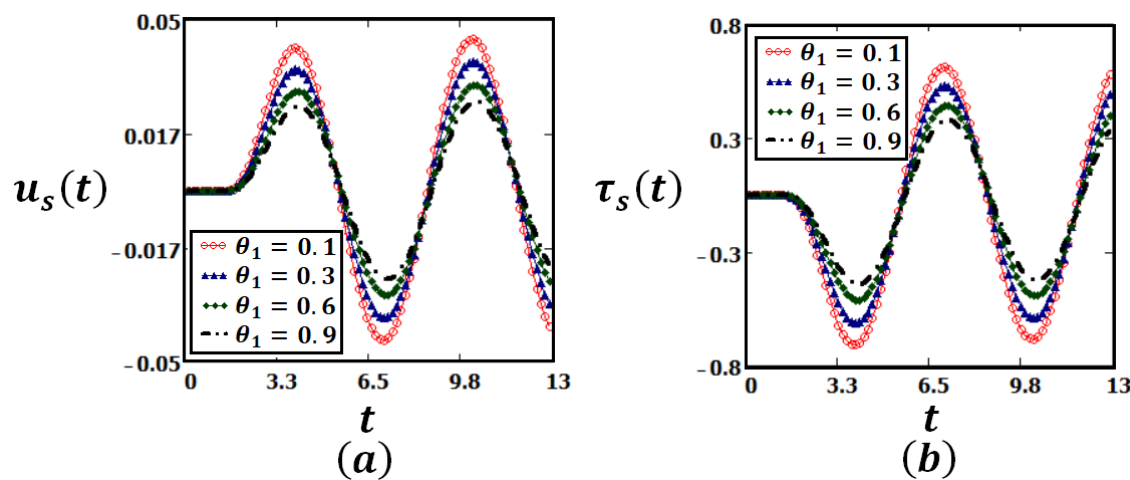 0.05
0.017
-0.017
-0.05
u_s(t)
θ₁ = 0.1
θ₁ = 0.3
θ₁ = 0.6
θ₁ = 0.9
0 3.3 6.5 9.8 13
t
(a)
0.8
0.3
-0.3
-0.8
τ_s(t)
θ₁ = 0.1
θ₁ = 0.3
θ₁ = 0.6
θ₁ = 0.9
0 3.3 6.5 9.8 13
t
(b)